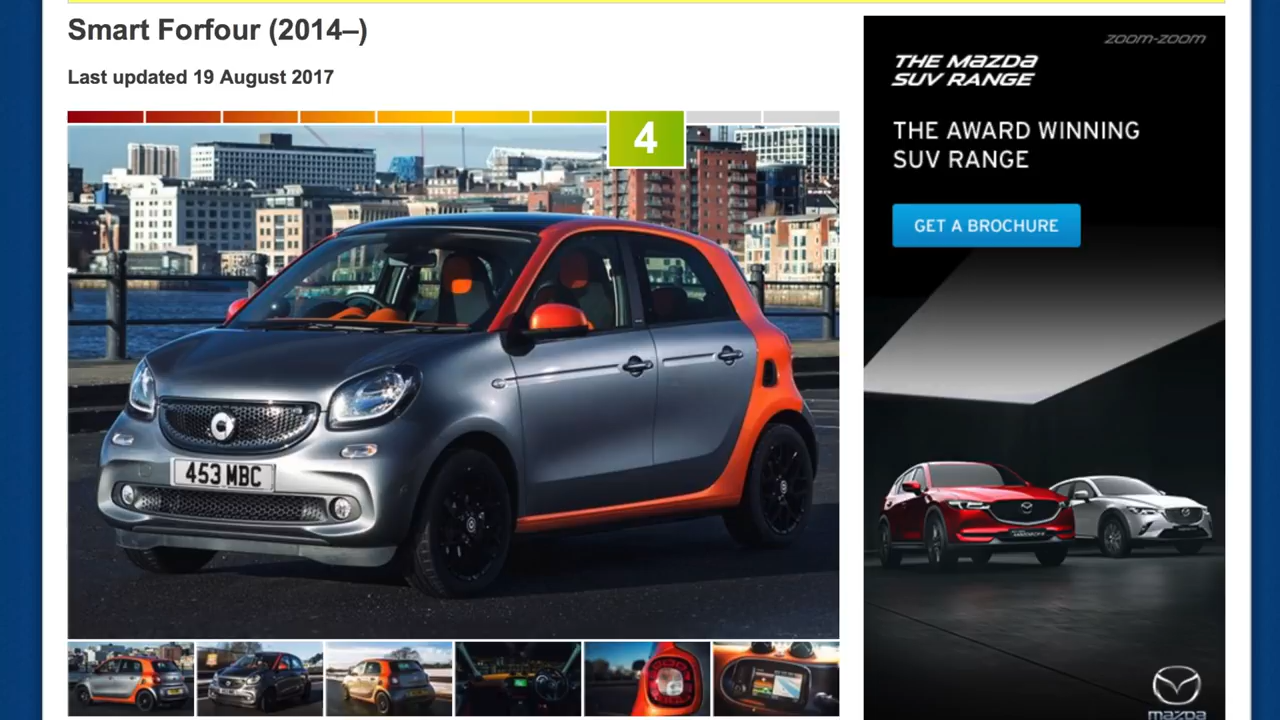 Smart Forfour (2014–)
Last updated 19 August 2017
4
453 MBC
zoom-zoom
THE MAZDA
SUV RANGE
THE AWARD WINNING
SUV RANGE
GET A BROCHURE
mazda